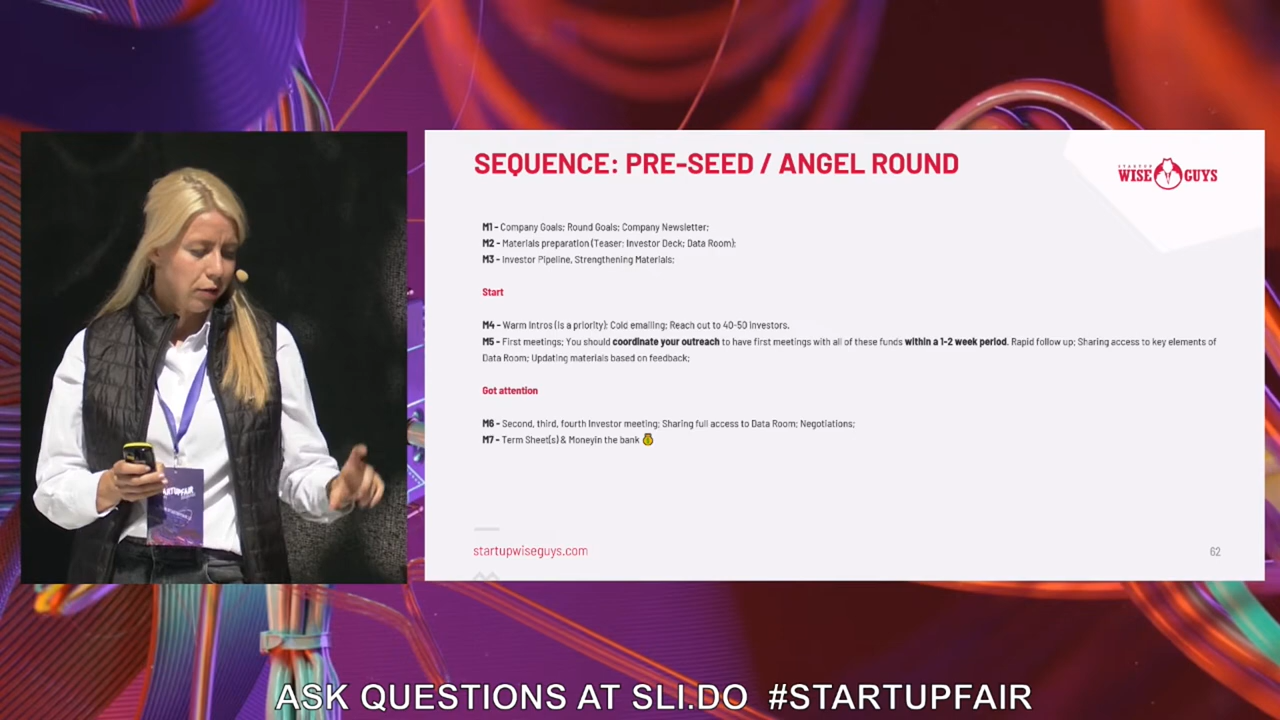 SEQUENCE: PRE-SEED / ANGEL ROUND
STARTUP
WISE GUYS
M1 - Company Goals; Round Goals; Company Newsletter;
M2 - Materials preparation (Teaser; Investor Deck; Data Room);
M3 - Investor Pipeline, Strengthening Materials;
Start
M4 - Warm Intros (is a priority); Cold emailing; Reach out to 40-50 investors.
M5 - First meetings; You should coordinate your outreach to have first meetings with all of these funds within a 1-2 week period. Rapid follow up; Sharing access to key elements of
Data Room; Updating materials based on feedback;
Got attention
M6 - Second, third, fourth Investor meeting; Sharing full access to Data Room; Negotiations;
M7 - Term Sheet(s) & Moneyin the bank 💰
startupwiseguys.com
62
ARTUPFAIR
ASK QUESTIONS AT SLI.DO #STARTUPFAIR